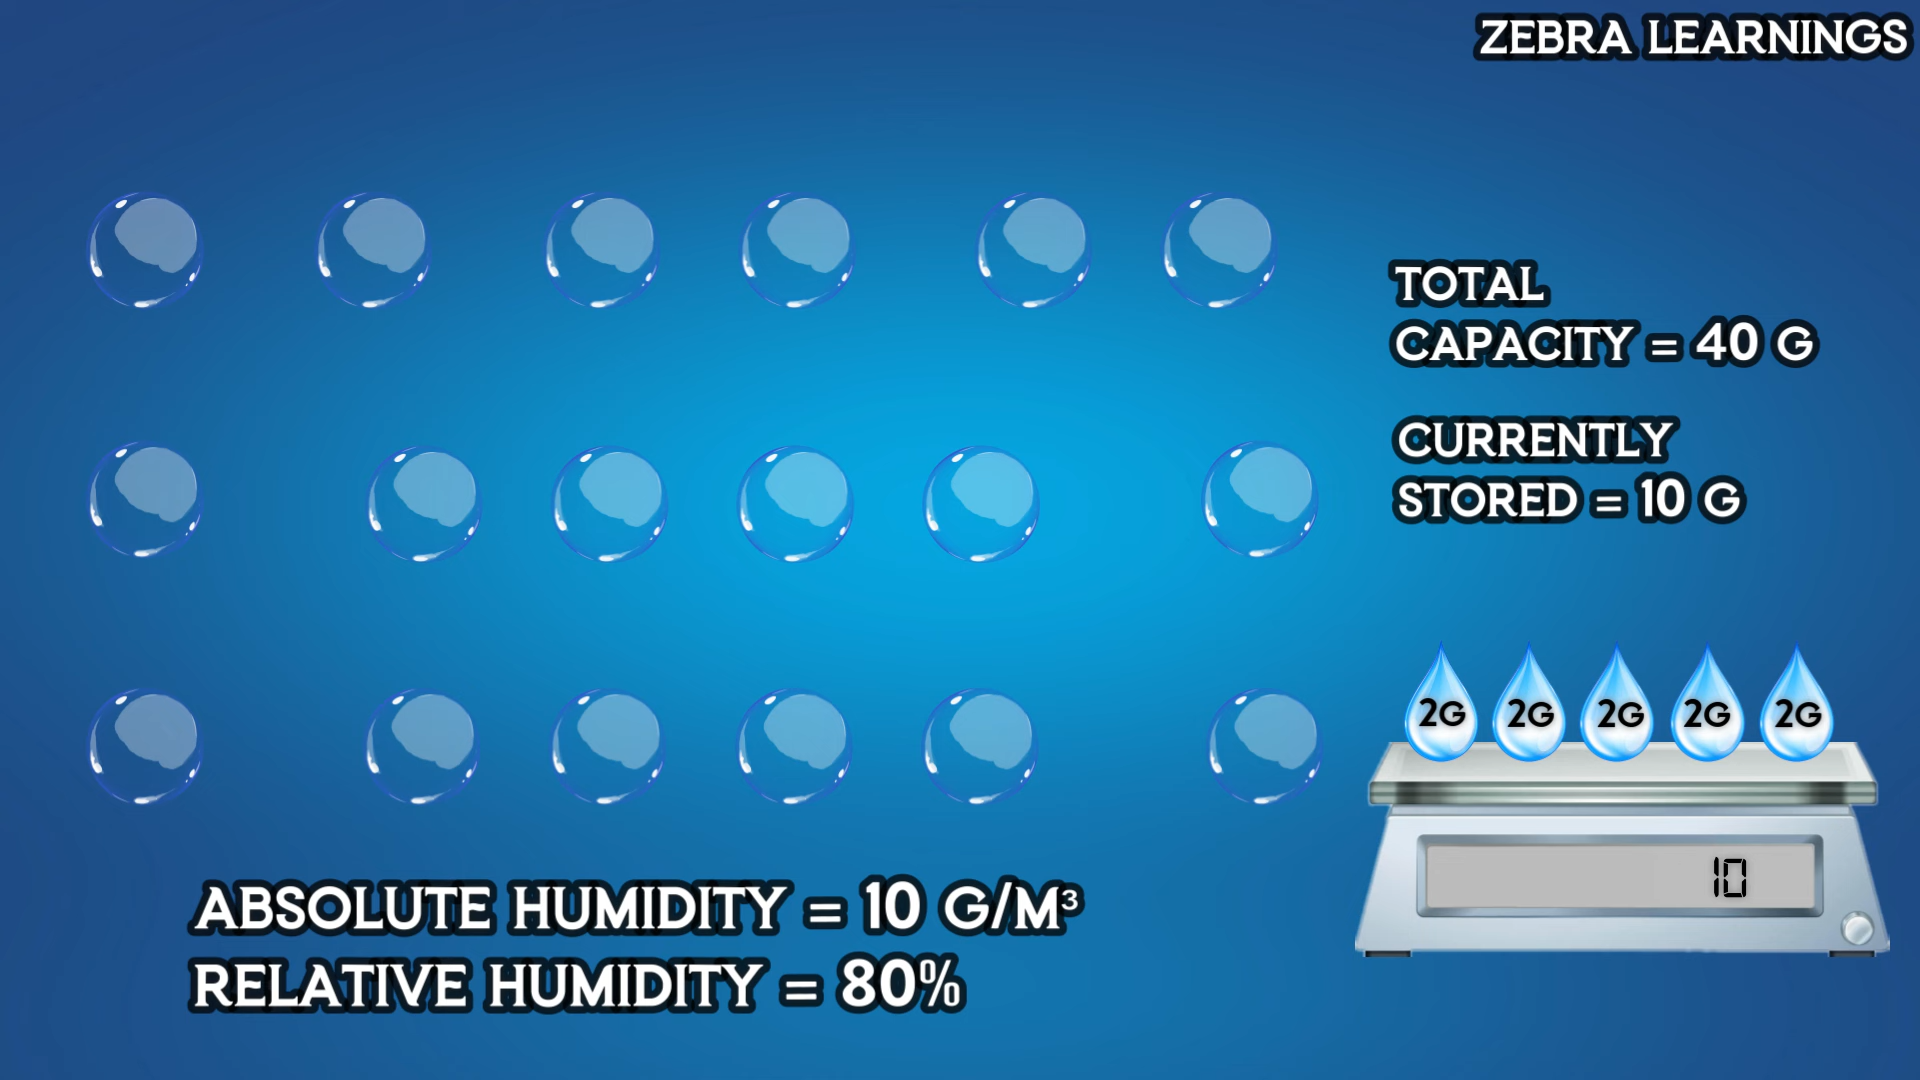 ZEBRA LEARNINGS
TOTAL
CAPACITY = 40 G
CURRENTLY
STORED = 10 G
2G 2G 2G 2G 2G
10
ABSOLUTE HUMIDITY = 10 G/M³
RELATIVE HUMIDITY = 80%